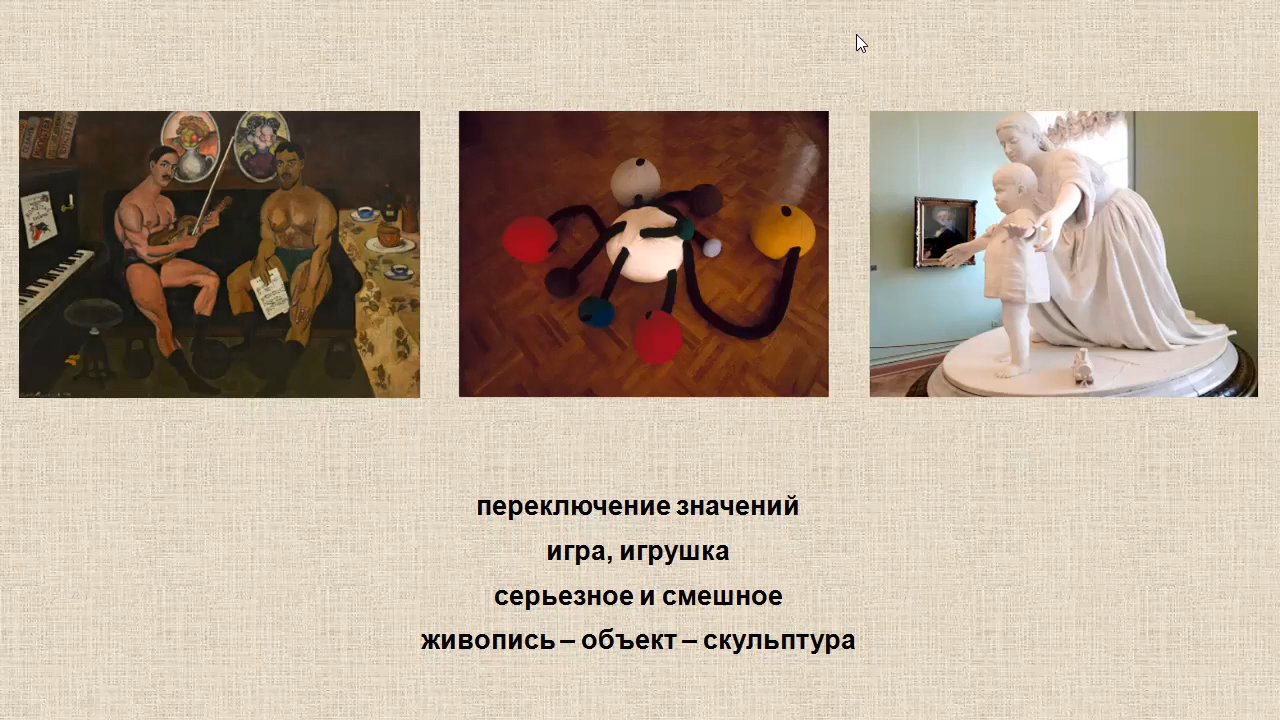 переключение значений
игра, игрушка
серьезное и смешное
живопись – объект – скульптура